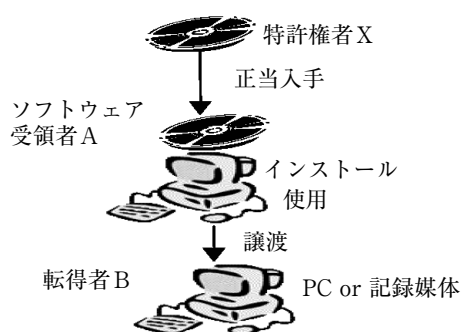 特許権者X
正当入手
ソフトウェア
受領者A
インストール
使用
譲渡
転得者B
PC or 記録媒体